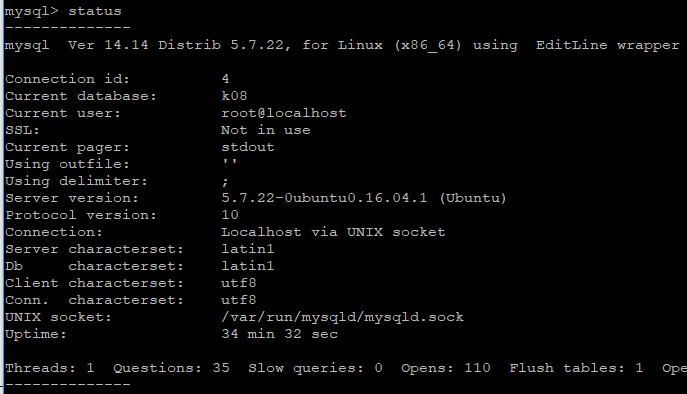 mysql> status
--------------
mysql  Ver 14.14 Distrib 5.7.22, for Linux (x86_64) using  EditLine wrapper
Connection id:          4
Current database:       k08
Current user:           root@localhost
SSL:                    Not in use
Current pager:          stdout
Using outfile:          ''
Using delimiter:        ;
Server version:         5.7.22-0ubuntu0.16.04.1 (Ubuntu)
Protocol version:       10
Connection:             Localhost via UNIX socket
Server characterset:    latin1
Db     characterset:    latin1
Client characterset:    utf8
Conn.  characterset:    utf8
UNIX socket:            /var/run/mysqld/mysqld.sock
Uptime:                 34 min 32 sec
Threads: 1  Questions: 35  Slow queries: 0  Opens: 110  Flush tables: 1  Ope
--------------